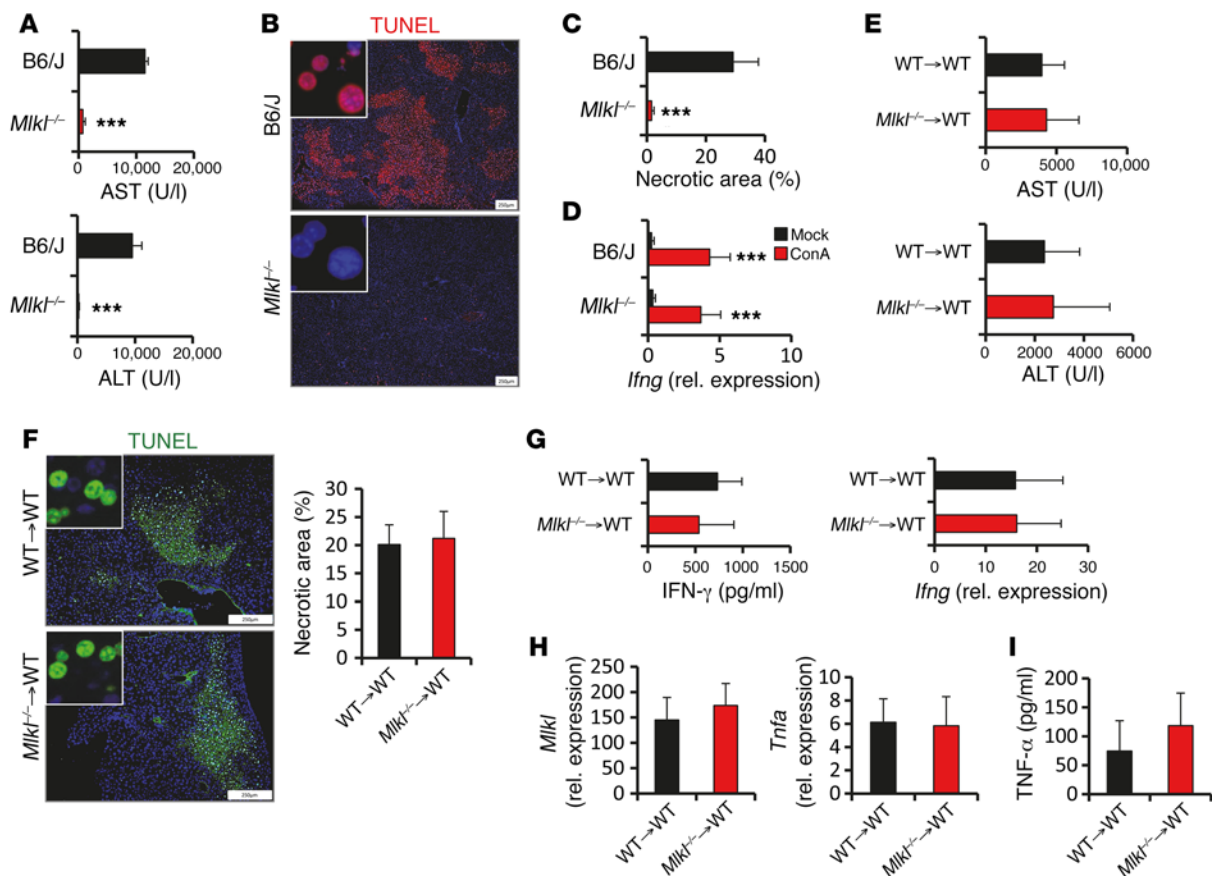 A
B6/J
Mlkl–/–
***
0
10,000
20,000
AST (U/l)
B6/J
Mlkl–/–
***
0
10,000
20,000
ALT (U/l)
B
TUNEL
B6/J
250µm
Mlkl–/–
250µm
C
B6/J
Mlkl–/–
***
0
20
40
Necrotic area (%)
D
Mock
ConA
B6/J
***
Mlkl–/–
***
0
5
10
Ifng (rel. expression)
E
WT→WT
Mlkl–/–→WT
0
5000
10,000
AST (U/l)
WT→WT
Mlkl–/–→WT
0
2000
4000
6000
ALT (U/l)
F
TUNEL
WT→WT
250µm
Mlkl–/–→WT
250µm
Necrotic area (%)
30
25
20
15
10
5
0
WT→WT
Mlkl–/–→WT
G
WT→WT
Mlkl–/–→WT
0
500
1000
1500
IFN-γ (pg/ml)
WT→WT
Mlkl–/–→WT
0
10
20
30
Ifng (rel. expression)
H
Mlkl
(rel. expression)
250
200
150
100
50
0
WT→WT
Mlkl–/–→WT
Tnfa
(rel. expression)
10
8
6
4
2
0
WT→WT
Mlkl–/–→WT
I
TNF-α (pg/ml)
200
150
100
50
0
WT→WT
Mlkl–/–→WT